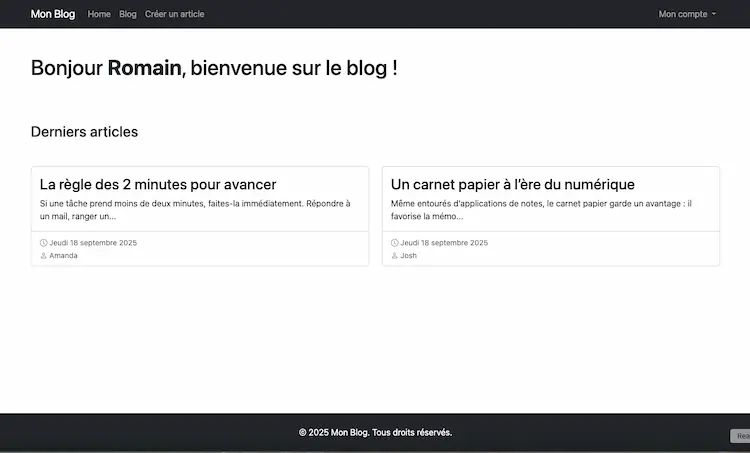 Mon Blog Home Blog Créer un article Mon compte
Bonjour Romain, bienvenue sur le blog !
Derniers articles
La règle des 2 minutes pour avancer
Si une tâche prend moins de deux minutes, faites-la immédiatement. Répondre à
un mail, ranger un...
Jeudi 18 septembre 2025
Amanda
Un carnet papier à l’ère du numérique
Même entourés d'applications de notes, le carnet papier garde un avantage : il
favorise la mémo...
Jeudi 18 septembre 2025
Josh
© 2025 Mon Blog. Tous droits réservés.